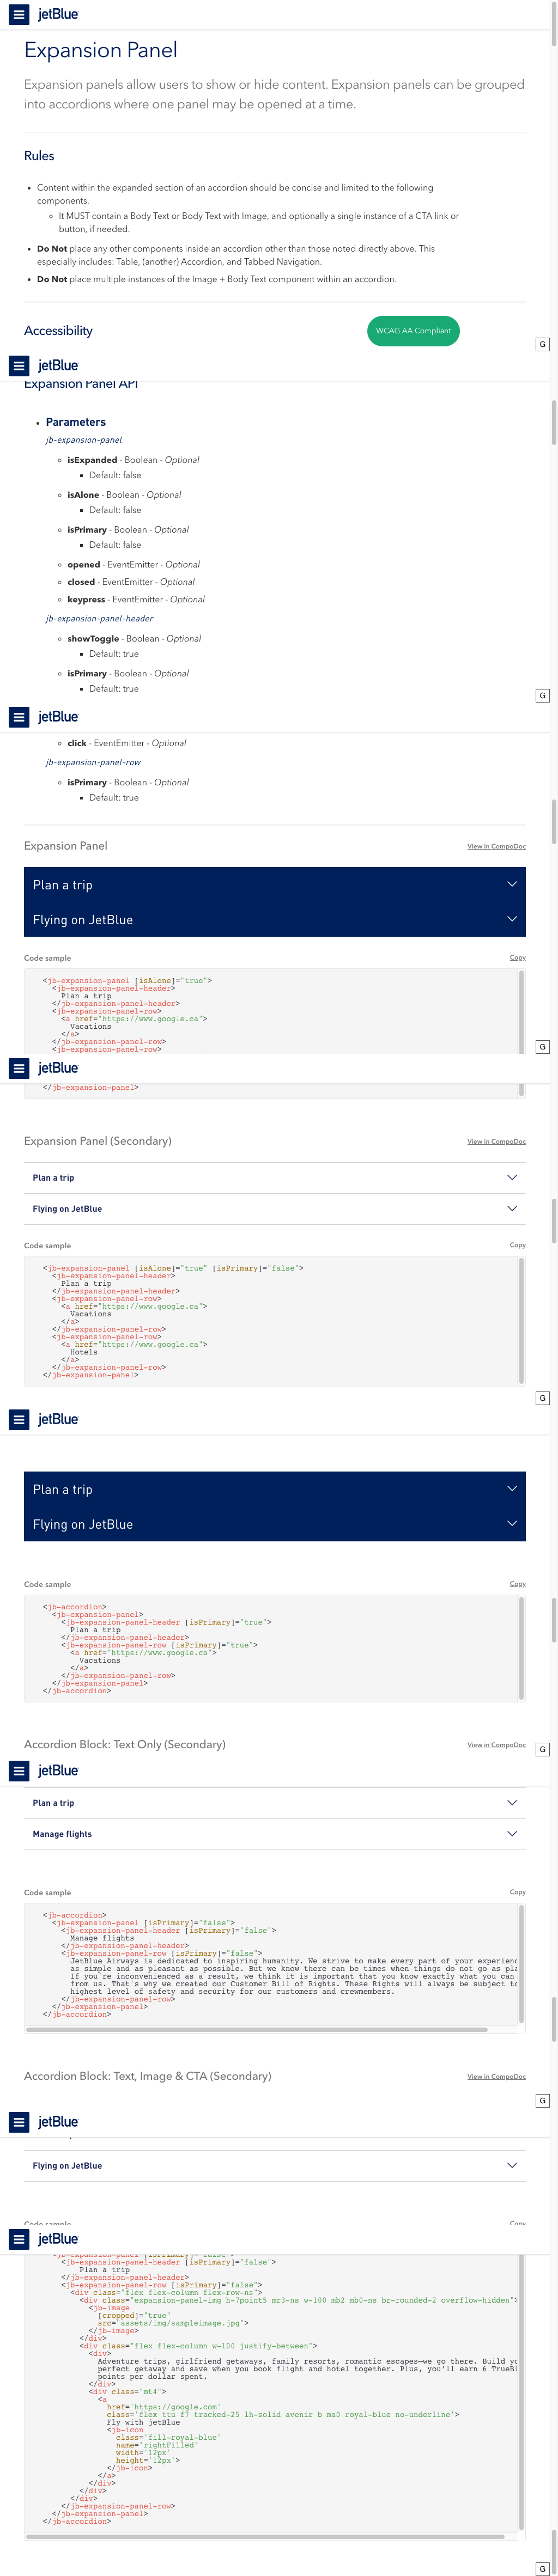 jetBlue
Expansion Panel
Expansion panels allow users to show or hide content. Expansion panels can be grouped
into accordions where one panel may be opened at a time.
Rules
• Content within the expanded section of an accordion should be concise and limited to the following
components.
◦ It MUST contain a Body Text or Body Text with Image, and optionally a single instance of a CTA link or
button, if needed.
• Do Not place any other components inside an accordion other than those noted directly above. This
especially includes: Table, (another) Accordion, and Tabbed Navigation.
• Do Not place multiple instances of the Image + Body Text component within an accordion.
Accessibility
WCAG AA Compliant
G
jetBlue
Expansion Panel API
• Parameters
jb-expansion-panel
◦ isExpanded - Boolean - Optional
▪ Default: false
◦ isAlone - Boolean - Optional
▪ Default: false
◦ isPrimary - Boolean - Optional
▪ Default: false
◦ opened - EventEmitter - Optional
◦ closed - EventEmitter - Optional
◦ keypress - EventEmitter - Optional
jb-expansion-panel-header
◦ showToggle - Boolean - Optional
▪ Default: true
◦ isPrimary - Boolean - Optional
▪ Default: true
G
jetBlue
◦ click - EventEmitter - Optional
jb-expansion-panel-row
◦ isPrimary - Boolean - Optional
▪ Default: true
Expansion Panel
View in CompoDoc
Plan a trip
Flying on JetBlue
Code sample
Copy
<jb-expansion-panel [isAlone]="true">
<jb-expansion-panel-header>
Plan a trip
</jb-expansion-panel-header>
<jb-expansion-panel-row>
<a href="https://www.google.ca">
Vacations
</a>
</jb-expansion-panel-row>
<jb-expansion-panel-row>
G
jetBlue
</jb-expansion-panel>
Expansion Panel (Secondary)
View in CompoDoc
Plan a trip
Flying on JetBlue
Code sample
Copy
<jb-expansion-panel [isAlone]="true" [isPrimary]="false">
<jb-expansion-panel-header>
Plan a trip
</jb-expansion-panel-header>
<jb-expansion-panel-row>
<a href="https://www.google.ca">
Vacations
</a>
</jb-expansion-panel-row>
<jb-expansion-panel-row>
<a href="https://www.google.ca">
Hotels
</a>
</jb-expansion-panel-row>
</jb-expansion-panel>
G
jetBlue
Plan a trip
Flying on JetBlue
Code sample
Copy
<jb-accordion>
<jb-expansion-panel>
<jb-expansion-panel-header [isPrimary]="true">
Plan a trip
</jb-expansion-panel-header>
<jb-expansion-panel-row [isPrimary]="true">
<a href="https://www.google.ca">
Vacations
</a>
</jb-expansion-panel-row>
</jb-expansion-panel>
</jb-accordion>
Accordion Block: Text Only (Secondary)
View in CompoDoc
G
jetBlue
Plan a trip
Manage flights
Code sample
Copy
<jb-accordion>
<jb-expansion-panel [isPrimary]="false">
<jb-expansion-panel-header [isPrimary]="false">
Manage flights
</jb-expansion-panel-header>
<jb-expansion-panel-row [isPrimary]="false">
JetBlue Airways is dedicated to inspiring humanity. We strive to make every part of your experienc
as simple and as pleasant as possible. But we know there can be times when things do not go as pla
If you're inconvenienced as a result, we think it is important that you know exactly what you can
from us. That's why we created our Customer Bill of Rights. These Rights will always be subject to
highest level of safety and security for our customers and crewmembers.
</jb-expansion-panel-row>
</jb-expansion-panel>
</jb-accordion>
Accordion Block: Text, Image & CTA (Secondary)
View in CompoDoc
G
jetBlue
Flying on JetBlue
Code sample
Copy
jetBlue
<jb-expansion-panel [isPrimary]="false">
<jb-expansion-panel-header [isPrimary]="false">
Plan a trip
</jb-expansion-panel-header>
<jb-expansion-panel-row [isPrimary]="false">
<div class="flex flex-column flex-row-ns">
<div class="expansion-panel-img h-7point5 mr3-ns w-100 mb2 mb0-ns br-rounded-2 overflow-hidden">
<jb-image
[cropped]="true"
src="assets/img/sampleimage.jpg">
</jb-image>
</div>
<div class="flex flex-column w-100 justify-between">
<div>
Adventure trips, girlfriend getaways, family resorts, romantic escapes—we go there. Build yo
perfect getaway and save when you book flight and hotel together. Plus, you'll earn 6 TrueBl
points per dollar spent.
</div>
<div class="mt4">
<a
href='https://google.com'
class='flex ttu f7 tracked-25 lh-solid avenir b ma0 royal-blue no-underline'>
Fly with jetBlue
<jb-icon
class='fill-royal-blue'
name='rightFilled'
width='12px'
height='12px'>
</jb-icon>
</a>
</div>
</div>
</div>
</jb-expansion-panel-row>
</jb-expansion-panel>
</jb-accordion>
G